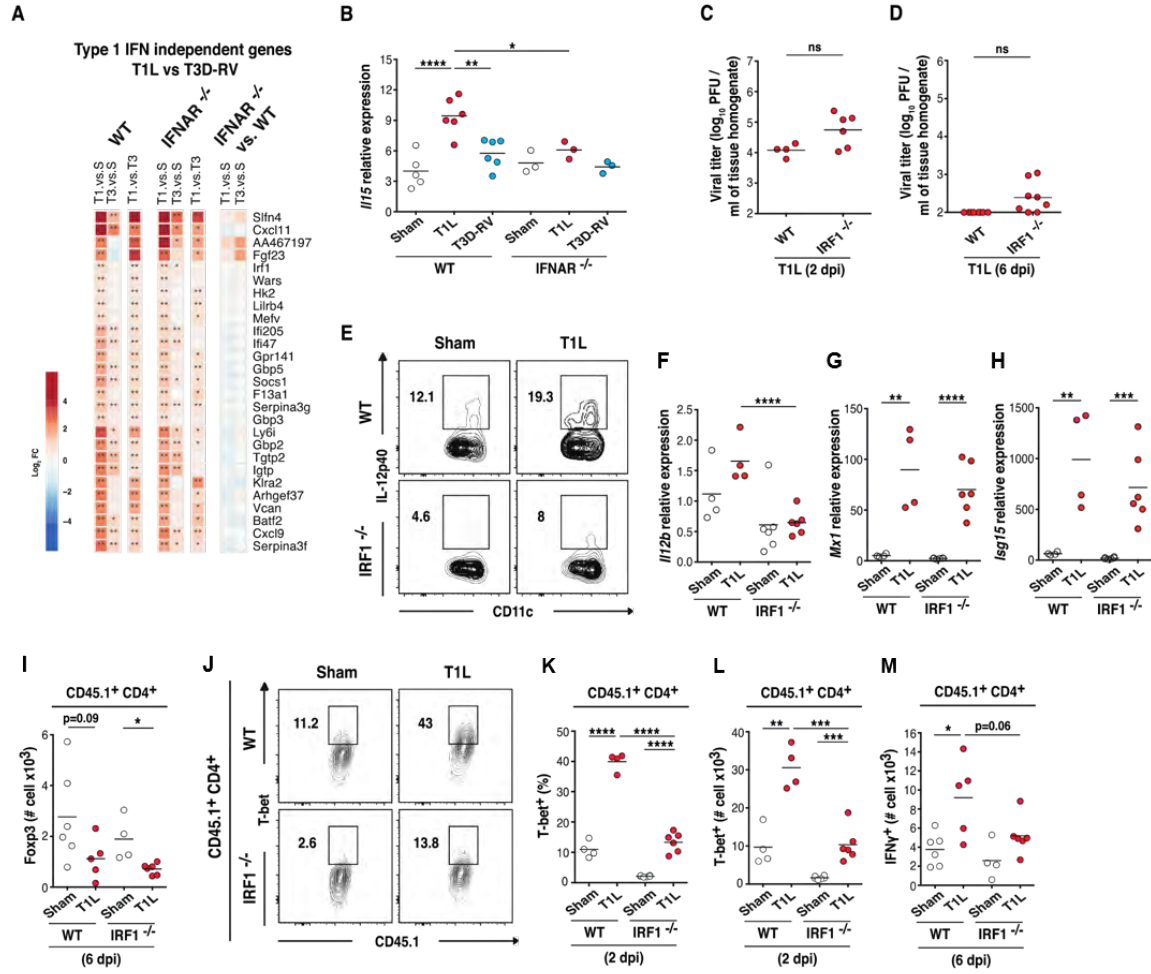 A
Type 1 IFN independent genes
T1L vs T3D-RV
WT
IFNAR -/-
IFNAR -/-
vs. WT
T1.vs.S
T3.vs.S
T1.vs.T3
T1.vs.S
T3.vs.S
T1.vs.T3
T1.vs.S
T3.vs.S
Slfn4
Cxcl11
AA467197
Fgf23
Irf1
Wars
Hk2
Lilrb4
Mefv
Ifi205
Ifi47
Gpr141
Gbp5
Socs1
F13a1
Serpina3g
Gbp3
Ly6i
Gbp2
Tgtp2
Igtp
Klra2
Arhgef37
Vcan
Batf2
Cxcl9
Serpina3f
4
2
0
−2
−4
Log2 FC
B
Il15 relative expression
15
12
9
6
3
0
****
**
*
Sham
T1L
T3D-RV
Sham
T1L
T3D-RV
WT
IFNAR -/-
C
Viral titer (log10 PFU /
ml of tissue homogenate)
7
6
5
4
3
2
ns
WT
IRF1 -/-
T1L (2 dpi)
D
Viral titer (log10 PFU /
ml of tissue homogenate)
6
5
4
3
2
ns
WT
IRF1 -/-
T1L (6 dpi)
E
Sham
T1L
WT
IRF1 -/-
IL-12p40
12.1
19.3
4.6
8
CD11c
F
Il12b relative expression
2.5
2.0
1.5
1.0
0.5
0.0
****
Sham
T1L
Sham
T1L
WT
IRF1 -/-
G
Mx1 relative expression
150
100
50
0
**
****
Sham
T1L
Sham
T1L
WT
IRF1 -/-
H
Isg15 relative expression
1500
1000
500
0
**
***
Sham
T1L
Sham
T1L
WT
IRF1 -/-
I
CD45.1+ CD4+
Foxp3 (# cell x10³)
6
4
2
0
p=0.09
*
Sham
T1L
Sham
T1L
WT
IRF1 -/-
(6 dpi)
J
Sham
T1L
CD45.1+ CD4+
WT
IRF1 -/-
T-bet
11.2
43
2.6
13.8
CD45.1
K
CD45.1+ CD4+
T-bet+ (%)
50
40
30
20
10
0
****
****
****
Sham
T1L
Sham
T1L
WT
IRF1 -/-
(2 dpi)
L
CD45.1+ CD4+
T-bet+ (# cell x10³)
40
30
20
10
0
**
***
***
Sham
T1L
Sham
T1L
WT
IRF1 -/-
(2 dpi)
M
CD45.1+ CD4+
IFNγ+ (# cell x10³)
16
14
12
10
8
6
4
2
0
*
p=0.06
Sham
T1L
Sham
T1L
WT
IRF1 -/-
(6 dpi)